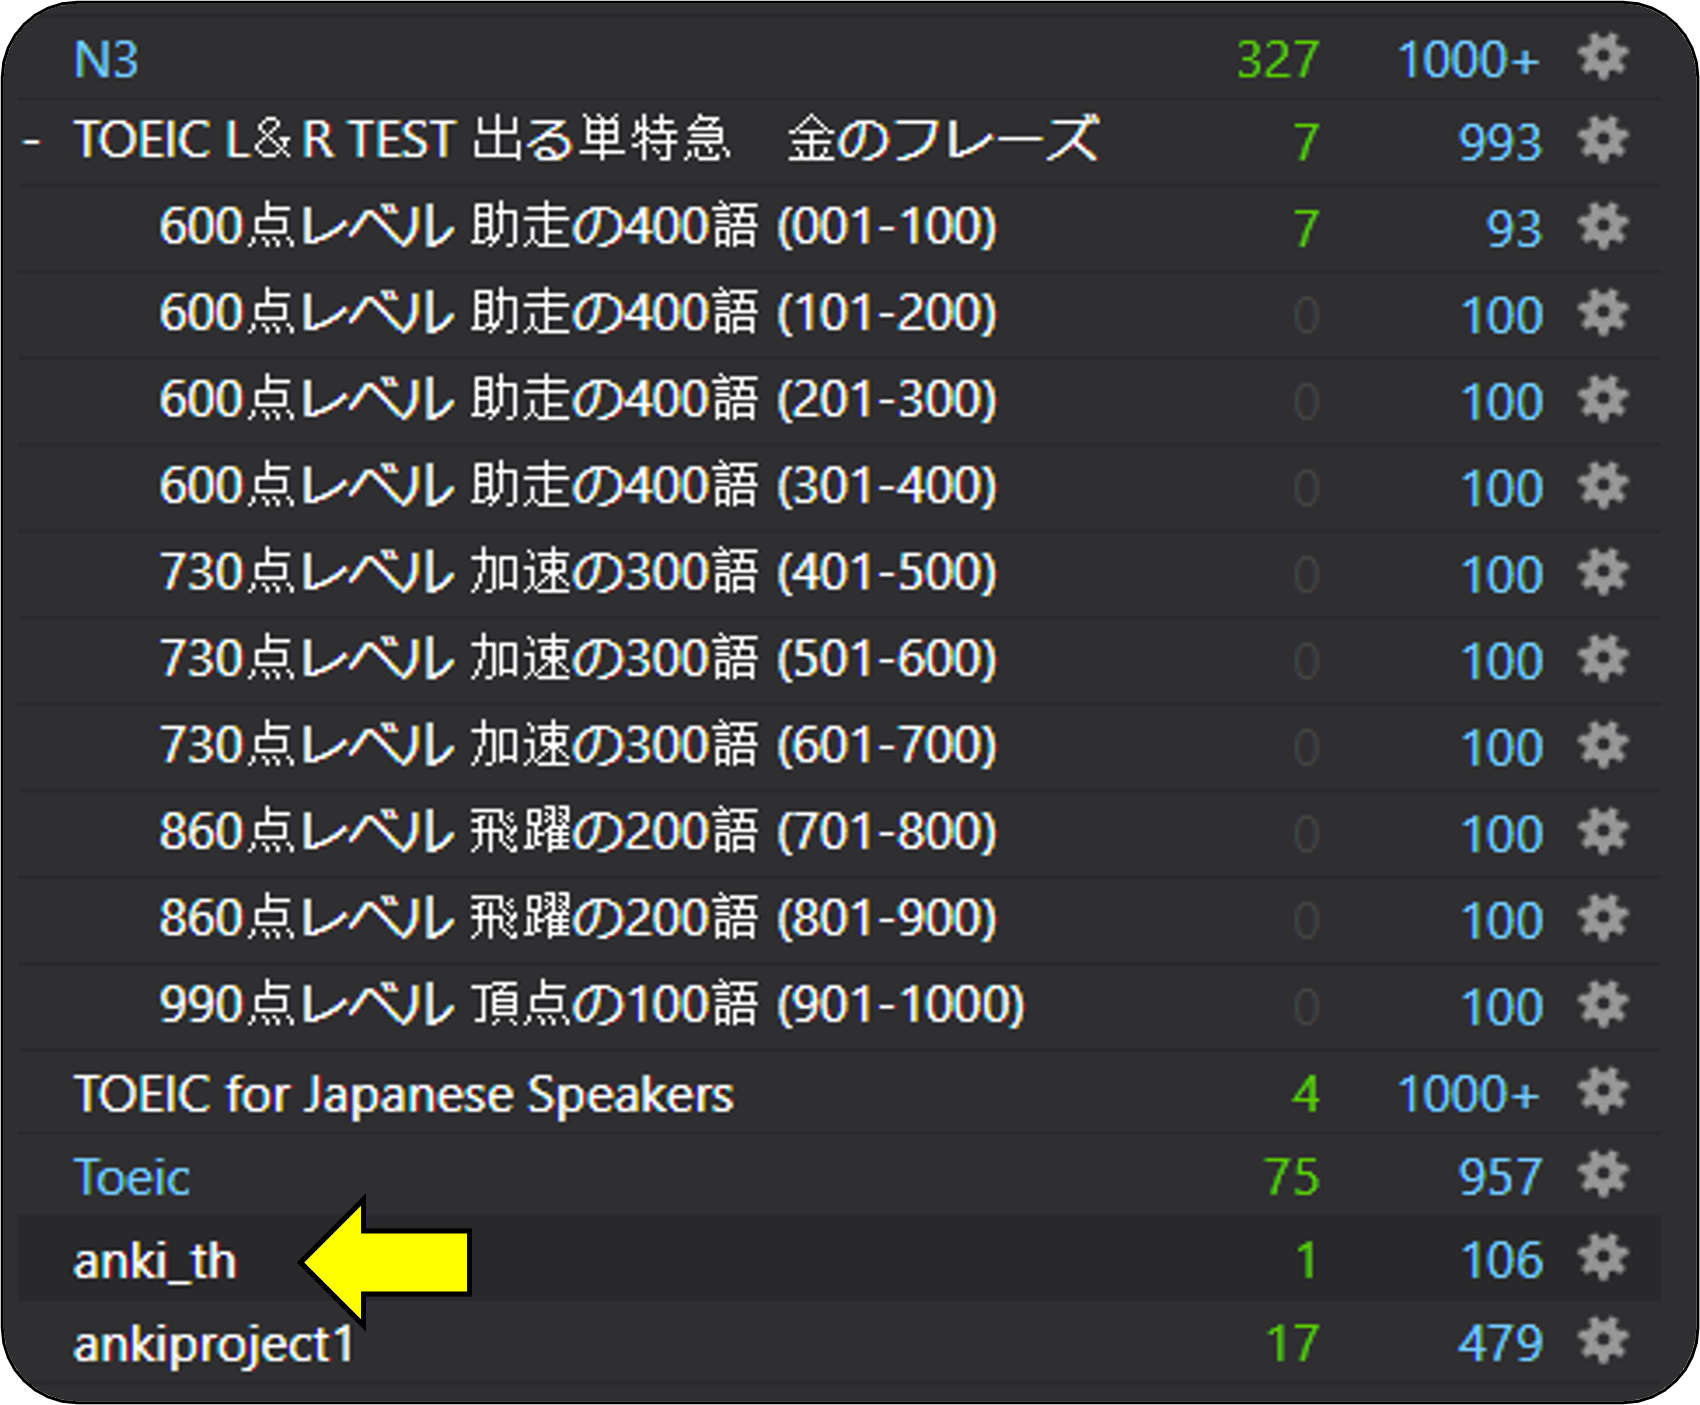 N3 327 1000+
- TOEIC L& R TEST 出る単特急　金のフレーズ 7 993
600点レベル 助走の400語 (001-100) 7 93
600点レベル 助走の400語 (101-200) 0 100
600点レベル 助走の400語 (201-300) 0 100
600点レベル 助走の400語 (301-400) 0 100
730点レベル 加速の300語 (401-500) 0 100
730点レベル 加速の300語 (501-600) 0 100
730点レベル 加速の300語 (601-700) 0 100
860点レベル 飛躍の200語 (701-800) 0 100
860点レベル 飛躍の200語 (801-900) 0 100
990点レベル 頂点の100語 (901-1000) 0 100
TOEIC for Japanese Speakers 4 1000+
Toeic 75 957
anki_th 1 106
ankiproject1 17 479